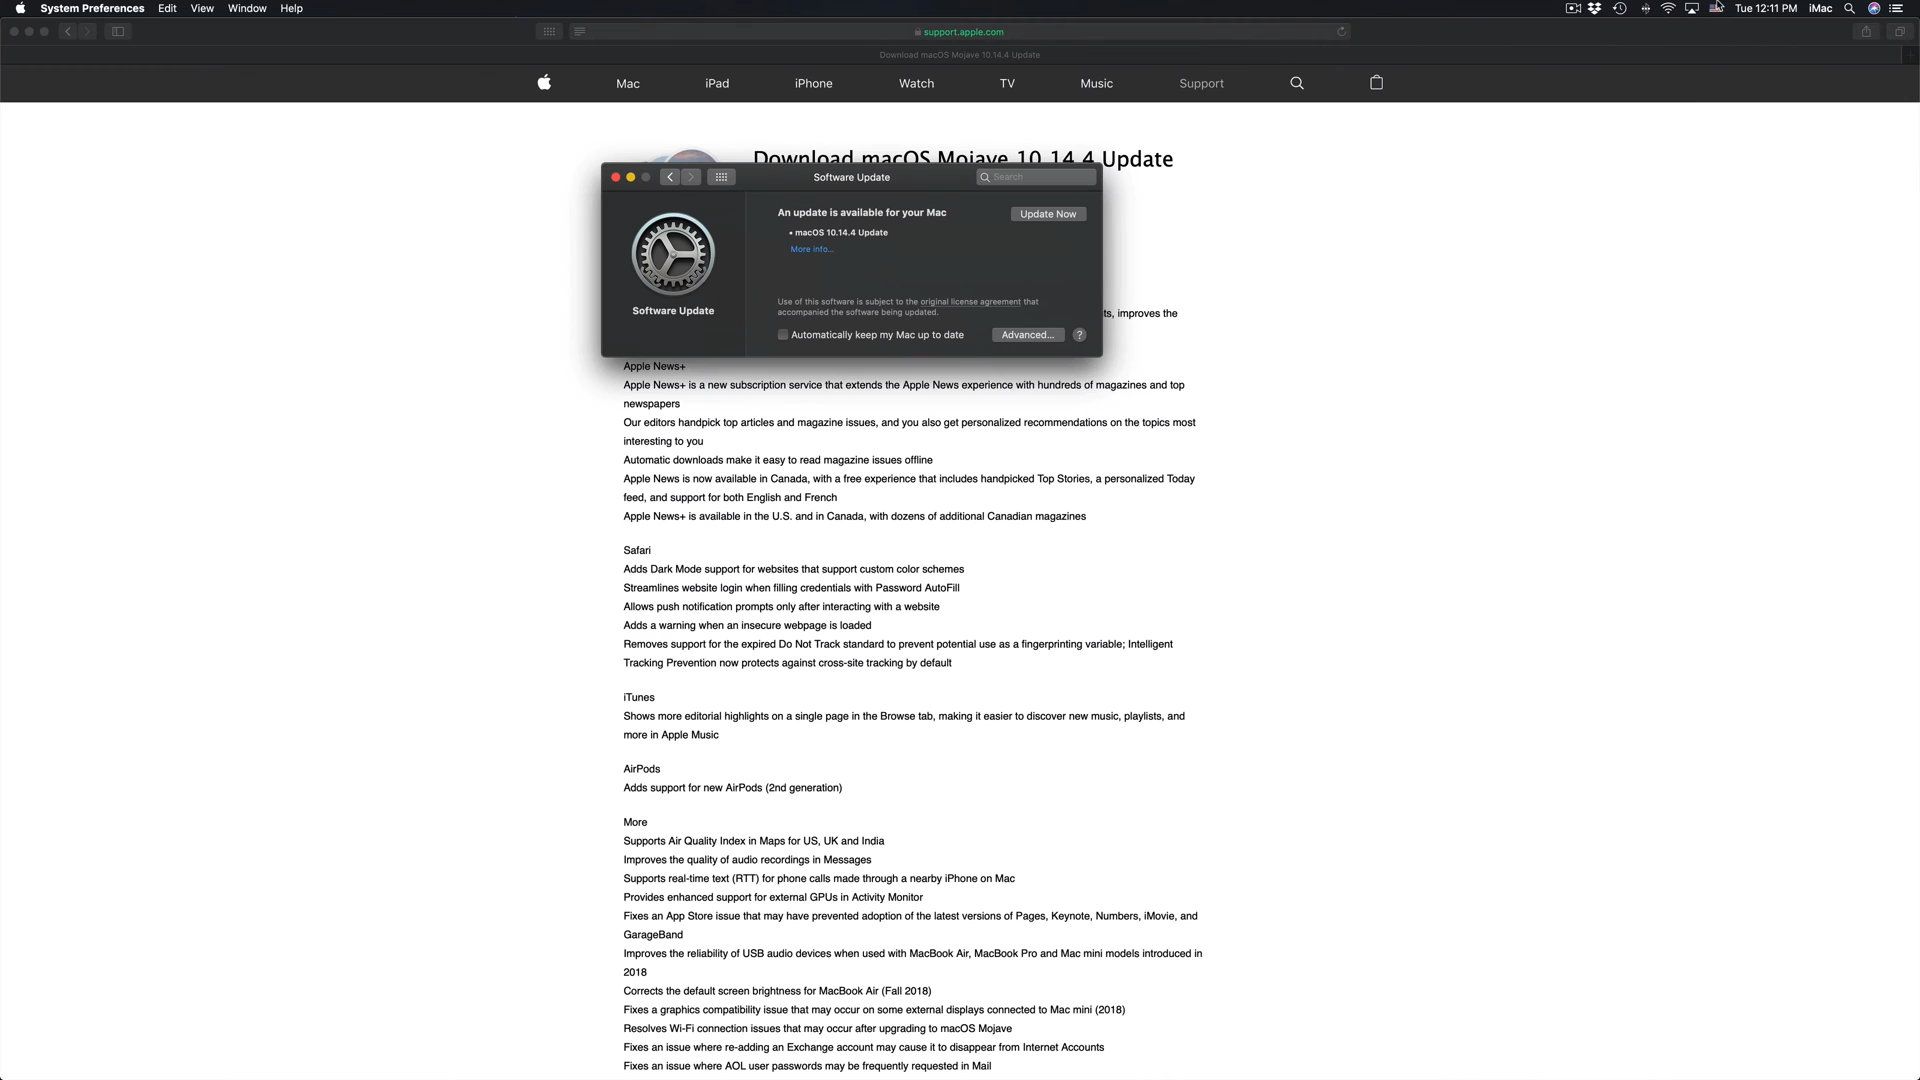 System Preferences Edit View Window Help
Tue 12:11 PM iMac
support.apple.com
Download macOS Mojave 10.14.4 Update
Mac iPad iPhone Watch TV Music Support
Download macOS Mojave 10.14.4 Update
Software Update
Search
An update is available for your Mac
Update Now
• macOS 10.14.4 Update
More info...
Software Update
Use of this software is subject to the original license agreement that
accompanied the software being updated.
Automatically keep my Mac up to date
Advanced...
?
improves the
Apple News+
Apple News+ is a new subscription service that extends the Apple News experience with hundreds of magazines and top
newspapers
Our editors handpick top articles and magazine issues, and you also get personalized recommendations on the topics most
interesting to you
Automatic downloads make it easy to read magazine issues offline
Apple News is now available in Canada, with a free experience that includes handpicked Top Stories, a personalized Today
feed, and support for both English and French
Apple News+ is available in the U.S. and in Canada, with dozens of additional Canadian magazines
Safari
Adds Dark Mode support for websites that support custom color schemes
Streamlines website login when filling credentials with Password AutoFill
Allows push notification prompts only after interacting with a website
Adds a warning when an insecure webpage is loaded
Removes support for the expired Do Not Track standard to prevent potential use as a fingerprinting variable; Intelligent
Tracking Prevention now protects against cross-site tracking by default
iTunes
Shows more editorial highlights on a single page in the Browse tab, making it easier to discover new music, playlists, and
more in Apple Music
AirPods
Adds support for new AirPods (2nd generation)
More
Supports Air Quality Index in Maps for US, UK and India
Improves the quality of audio recordings in Messages
Supports real-time text (RTT) for phone calls made through a nearby iPhone on Mac
Provides enhanced support for external GPUs in Activity Monitor
Fixes an App Store issue that may have prevented adoption of the latest versions of Pages, Keynote, Numbers, iMovie, and
GarageBand
Improves the reliability of USB audio devices when used with MacBook Air, MacBook Pro and Mac mini models introduced in
2018
Corrects the default screen brightness for MacBook Air (Fall 2018)
Fixes a graphics compatibility issue that may occur on some external displays connected to Mac mini (2018)
Resolves Wi-Fi connection issues that may occur after upgrading to macOS Mojave
Fixes an issue where re-adding an Exchange account may cause it to disappear from Internet Accounts
Fixes an issue where AOL user passwords may be frequently requested in Mail